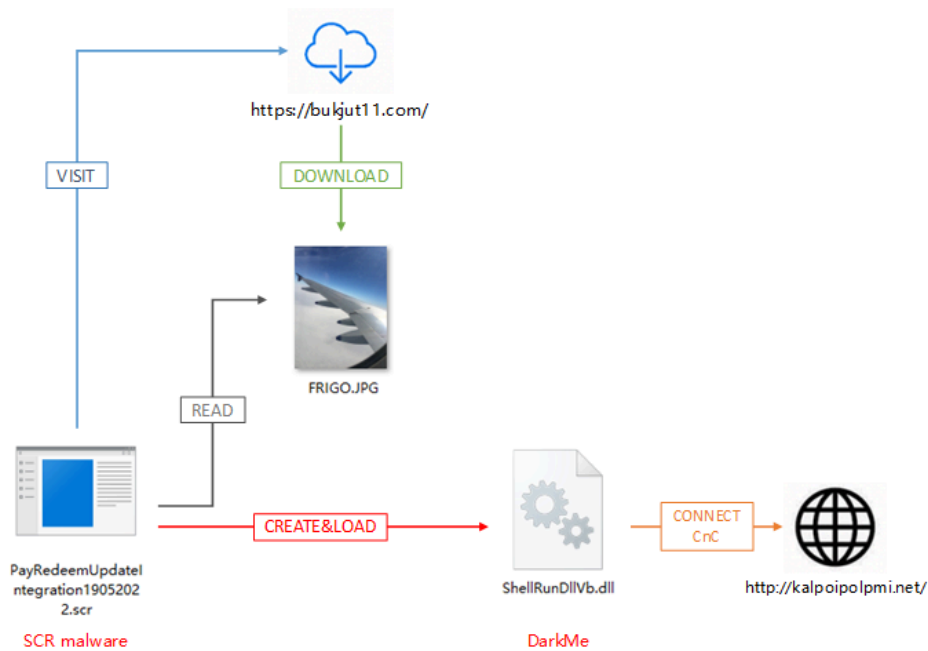 https://bukjut11.com/
VISIT
DOWNLOAD
FRIGO.JPG
READ
CREATE&LOAD
CONNECT
CnC
PayRedeemUpdateI
ntegration1905202
2.scr
ShellRunDllVb.dll
http://kalpoipolpmi.net/
SCR malware
DarkMe